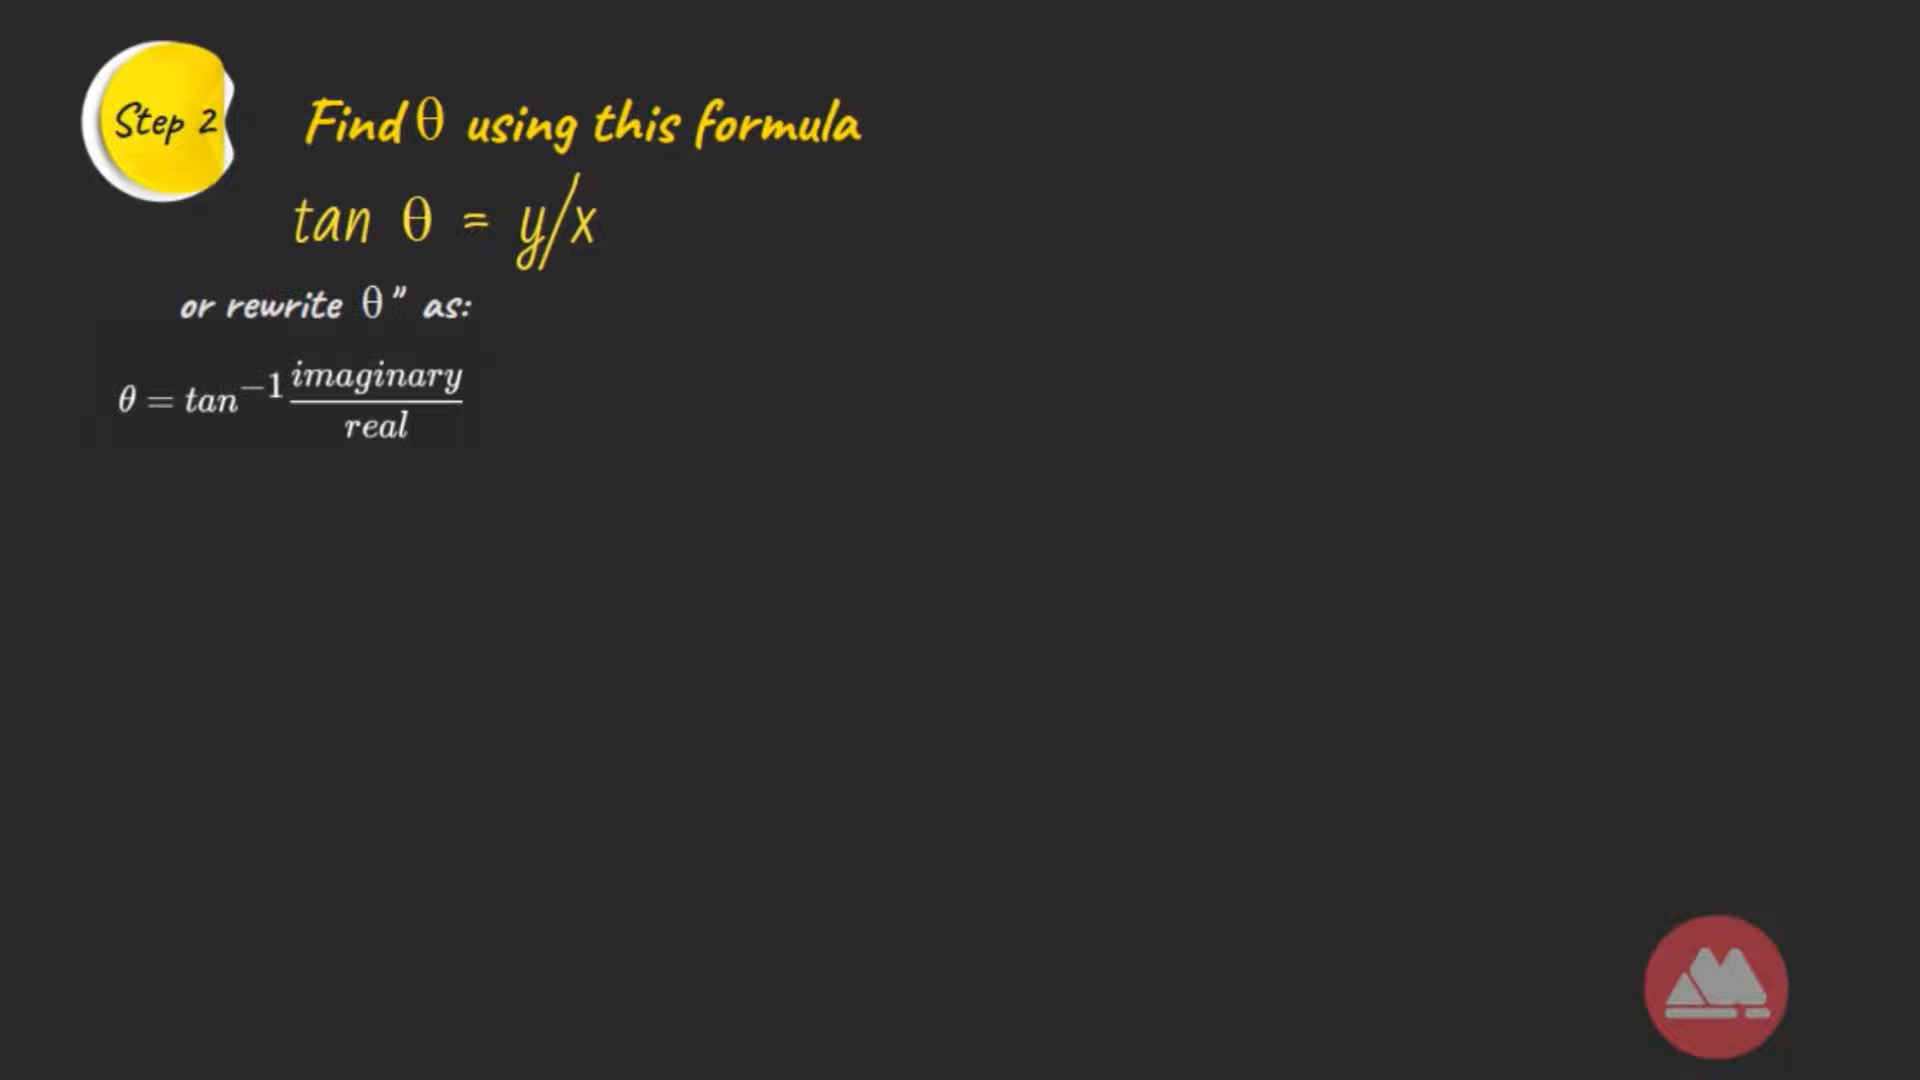 Step 2
Find θ using this formula
tan θ = y/x
or rewrite θ" as:
θ = tan⁻¹ imaginary/real